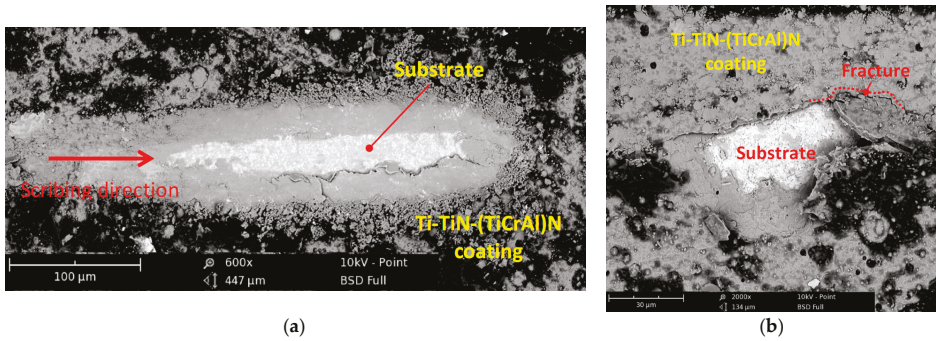 Substrate
Scribing direction
Ti-TiN-(TiCrAl)N
coating
100 µm
600x
447 µm
10kV - Point
BSD Full
(a)
Ti-TiN-(TiCrAl)N
coating
Fracture
Substrate
30 µm
2000x
134 µm
10kV - Point
BSD Full
(b)